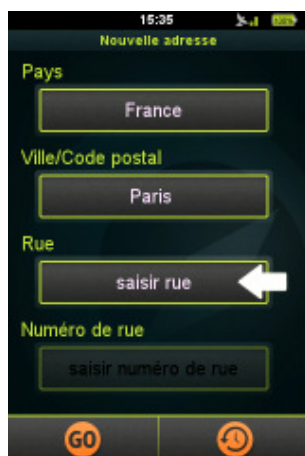 15:35
Nouvelle adresse
Pays
France
Ville/Code postal
Paris
Rue
saisir rue
Numéro de rue
saisir numéro de rue
GO